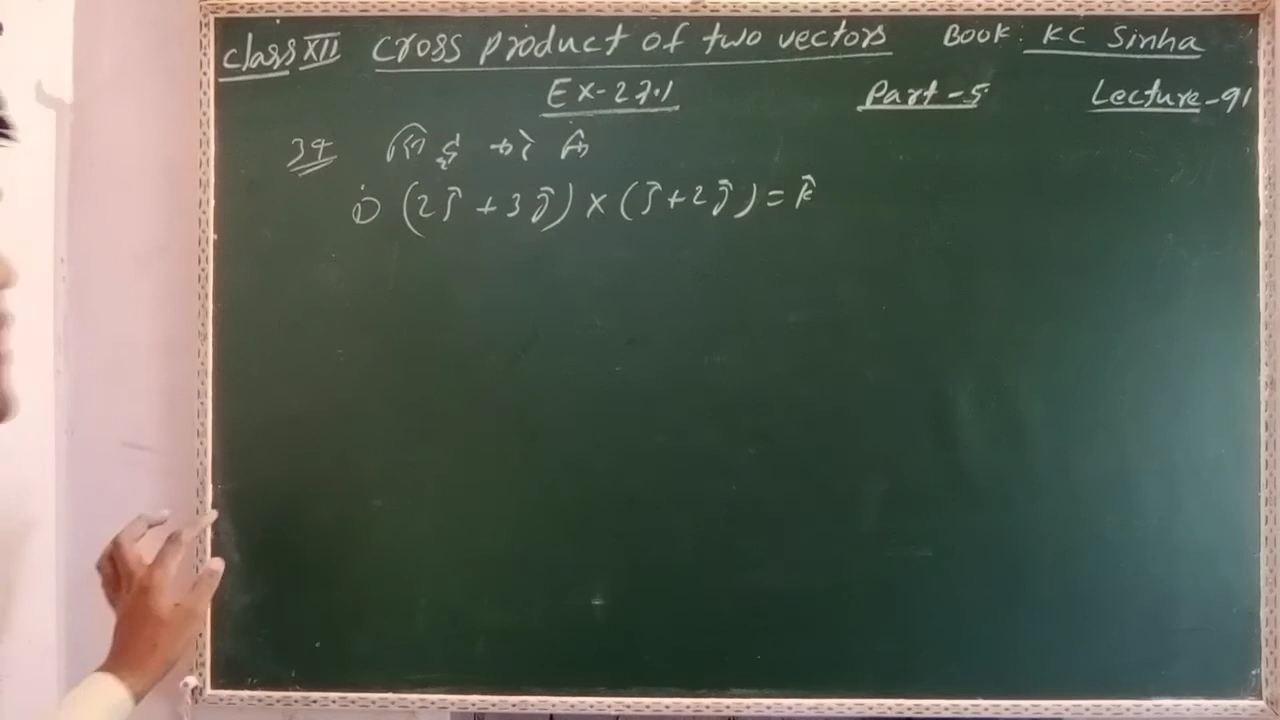 Class XII Cross product of two vectors Book: KC Sinha
Ex-27.1 Part-5 Lecture-91
सिद्ध करें कि
i) (2î + 3ĵ) × (î + 2ĵ) = k̂